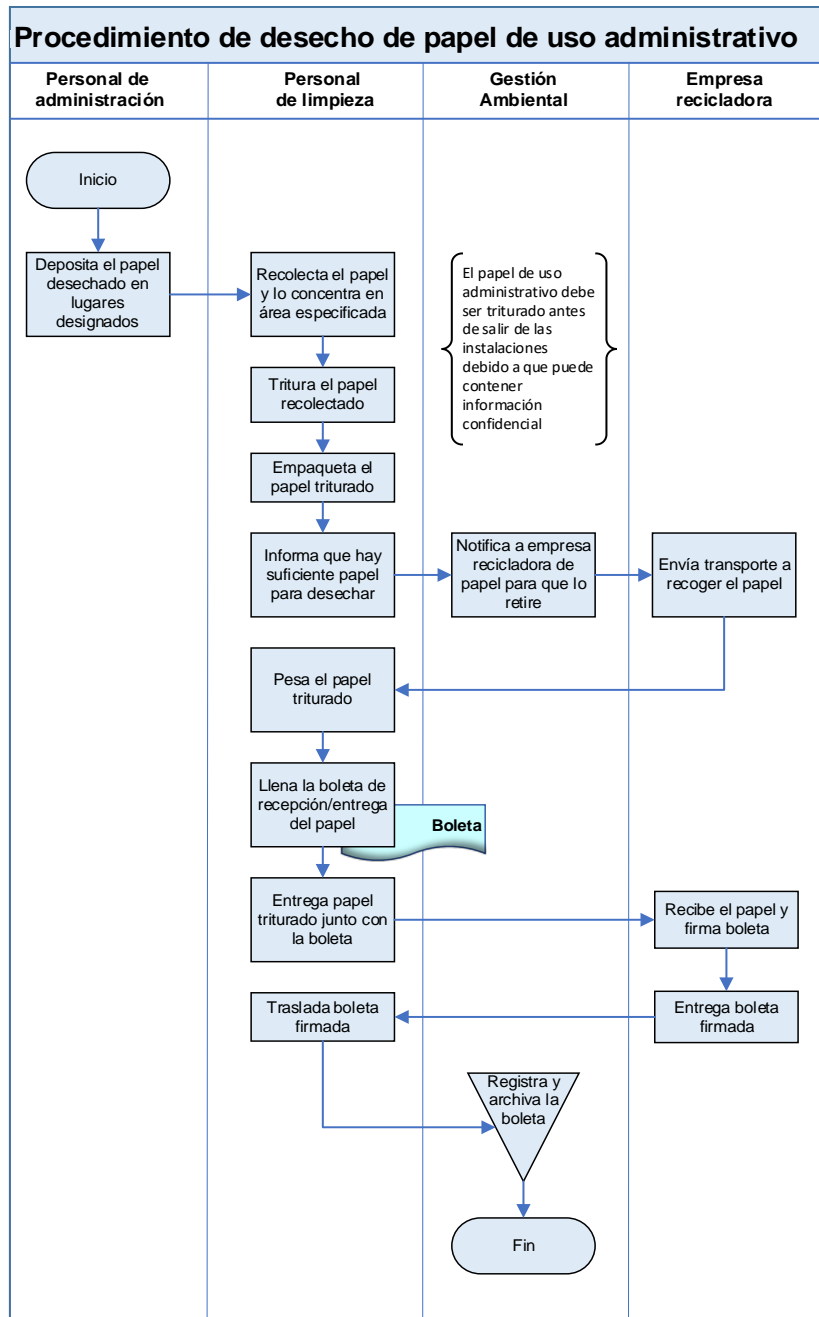 Procedimiento de desecho de papel de uso administrativo
Personal de
administración
Personal
de limpieza
Gestión
Ambiental
Empresa
recicladora
Inicio
Deposita el papel
desechado en
lugares
designados
Recolecta el papel
y lo concentra en
área especificada
El papel de uso
administrativo debe
ser triturado antes
de salir de las
instalaciones
debido a que puede
contener
información
confidencial
Tritura el papel
recolectado
Empaqueta el
papel triturado
Informa que hay
suficiente papel
para desechar
Notifica a empresa
recicladora de
papel para que lo
retire
Envía transporte a
recoger el papel
Pesa el papel
triturado
Llena la boleta de
recepción/entrega
del papel
Boleta
Entrega papel
triturado junto con
la boleta
Recibe el papel y
firma boleta
Entrega boleta
firmada
Traslada boleta
firmada
Registra y
archiva la
boleta
Fin